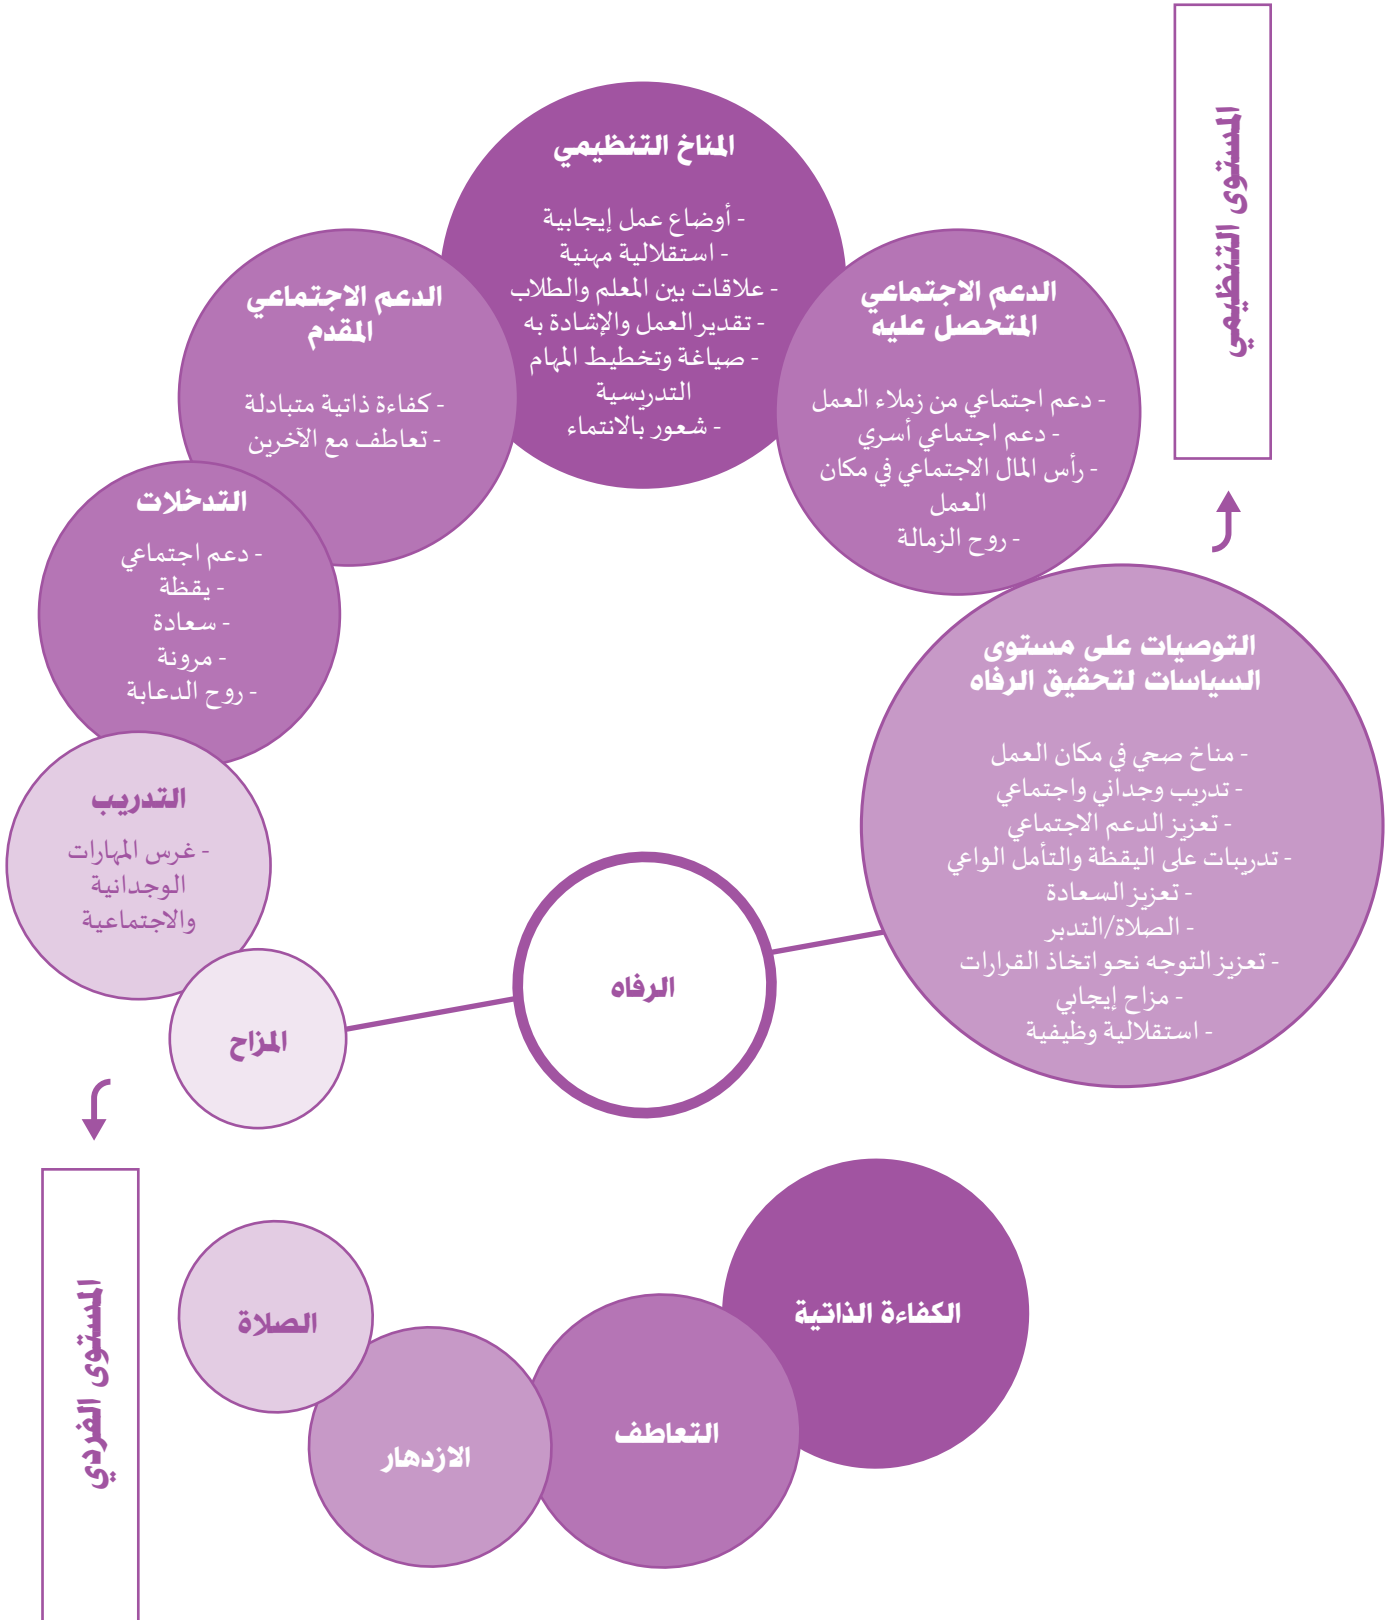 المستوى التنظيمي
المناخ التنظيمي
- أوضاع عمل إيجابية
- استقلالية مهنية
- علاقات بين المعلم والطلاب
- تقدير العمل والإشادة به
- صياغة وتخطيط المهام
التدريسية
- شعور بالانتماء
الدعم الاجتماعي
المتحصل عليه
- دعم اجتماعي من زملاء العمل
- دعم اجتماعي أسري
- رأس المال الاجتماعي في مكان
العمل
- روح الزمالة
الدعم الاجتماعي
المقدم
- كفاءة ذاتية متبادلة
- تعاطف مع الآخرين
التدخلات
- دعم اجتماعي
- يقظة
- سعادة
- مرونة
- روح الدعابة
التوصيات على مستوى
السياسات لتحقيق الرفاه
- مناخ صحي في مكان العمل
- تدريب وجداني واجتماعي
- تعزيز الدعم الاجتماعي
- تدريبات على اليقظة والتأمل الواعي
- تعزيز السعادة
- الصلاة/التدبر
- تعزيز التوجه نحو اتخاذ القرارات
- مزاح إيجابي
- استقلالية وظيفية
التدريب
- غرس المهارات
الوجدانية
والاجتماعية
الرفاه
المزاح
المستوى الفردي
الصلاة
الازدهار
التعاطف
الكفاءة الذاتية